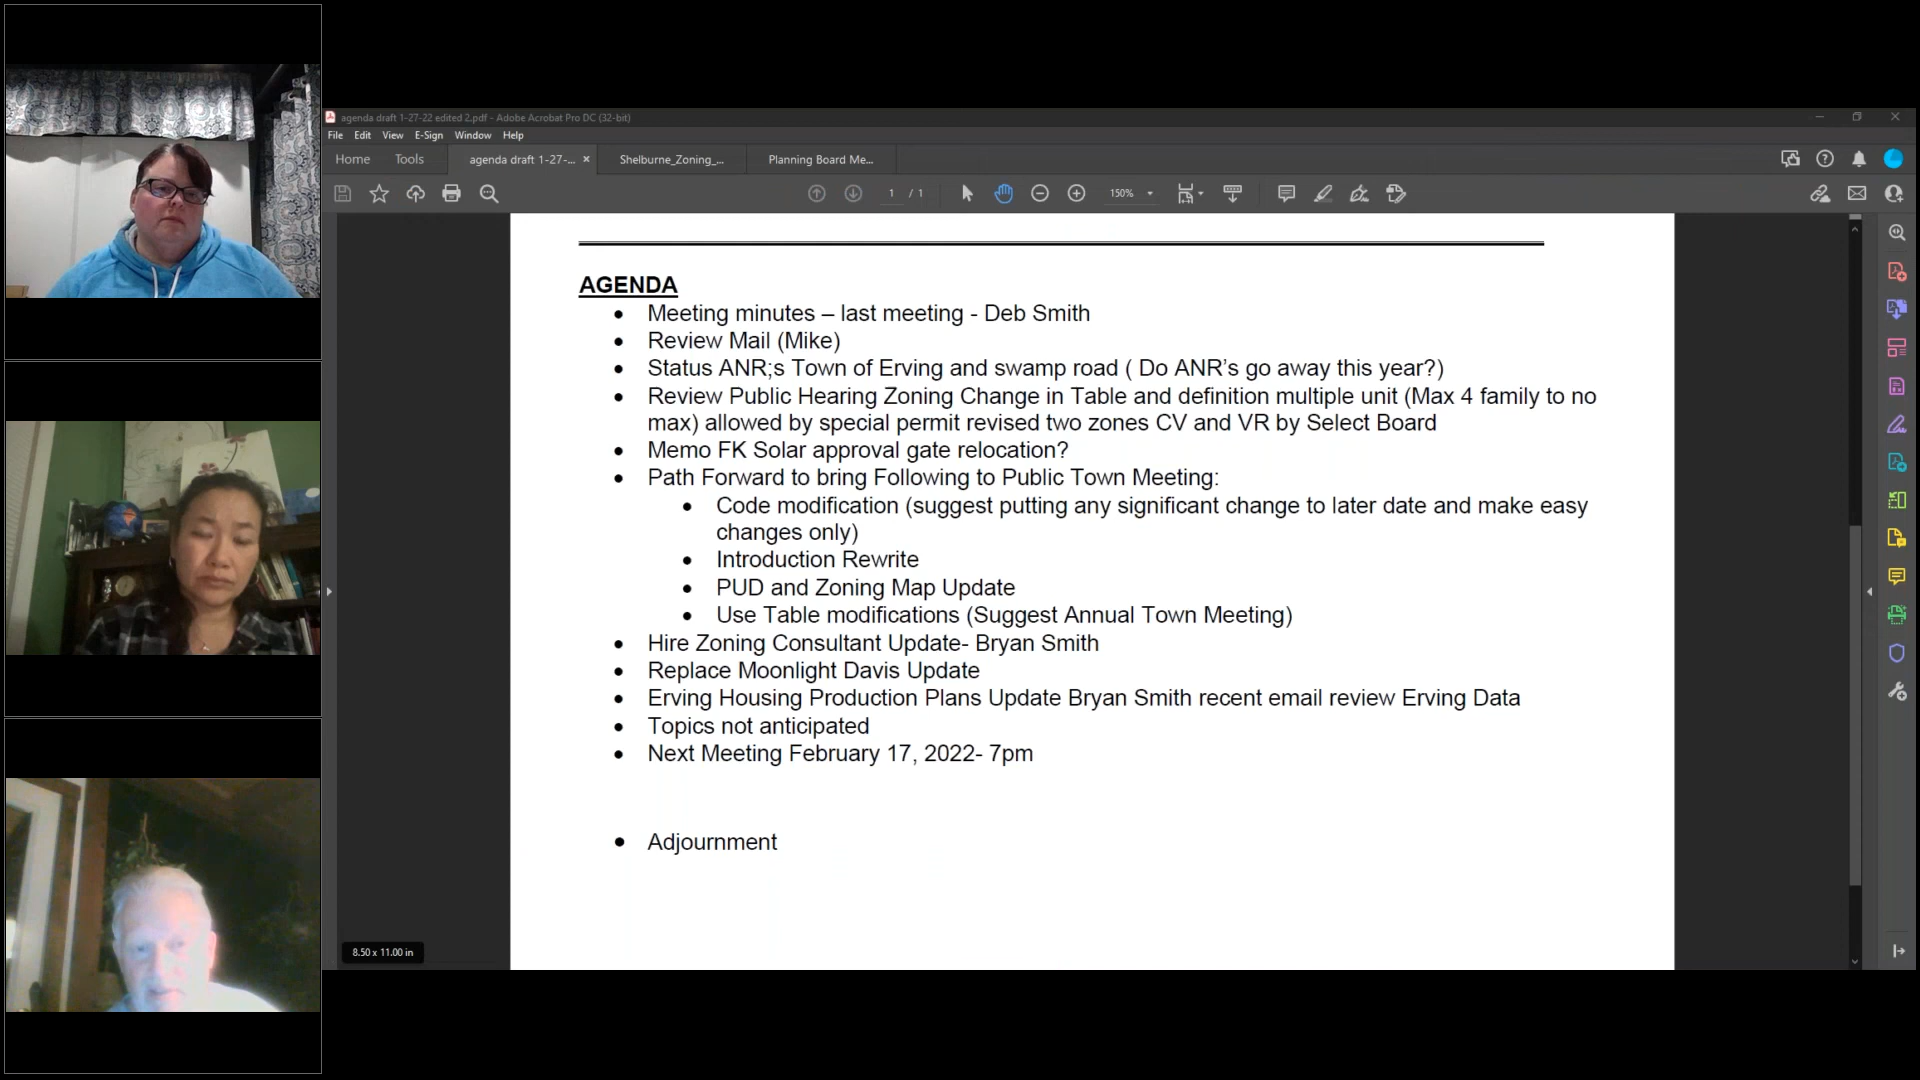 agenda draft 1-27-22 edited 2.pdf - Adobe Acrobat Pro DC (32-bit)
File Edit View E-Sign Window Help
Home Tools agenda draft 1-27-... × Shelburne_Zoning_... Planning Board Me...
1 / 1 150%
AGENDA
• Meeting minutes – last meeting - Deb Smith
• Review Mail (Mike)
• Status ANR;s Town of Erving and swamp road ( Do ANR’s go away this year?)
• Review Public Hearing Zoning Change in Table and definition multiple unit (Max 4 family to no
max) allowed by special permit revised two zones CV and VR by Select Board
• Memo FK Solar approval gate relocation?
• Path Forward to bring Following to Public Town Meeting:
• Code modification (suggest putting any significant change to later date and make easy
changes only)
• Introduction Rewrite
• PUD and Zoning Map Update
• Use Table modifications (Suggest Annual Town Meeting)
• Hire Zoning Consultant Update- Bryan Smith
• Replace Moonlight Davis Update
• Erving Housing Production Plans Update Bryan Smith recent email review Erving Data
• Topics not anticipated
• Next Meeting February 17, 2022- 7pm
• Adjournment
8.50 x 11.00 in